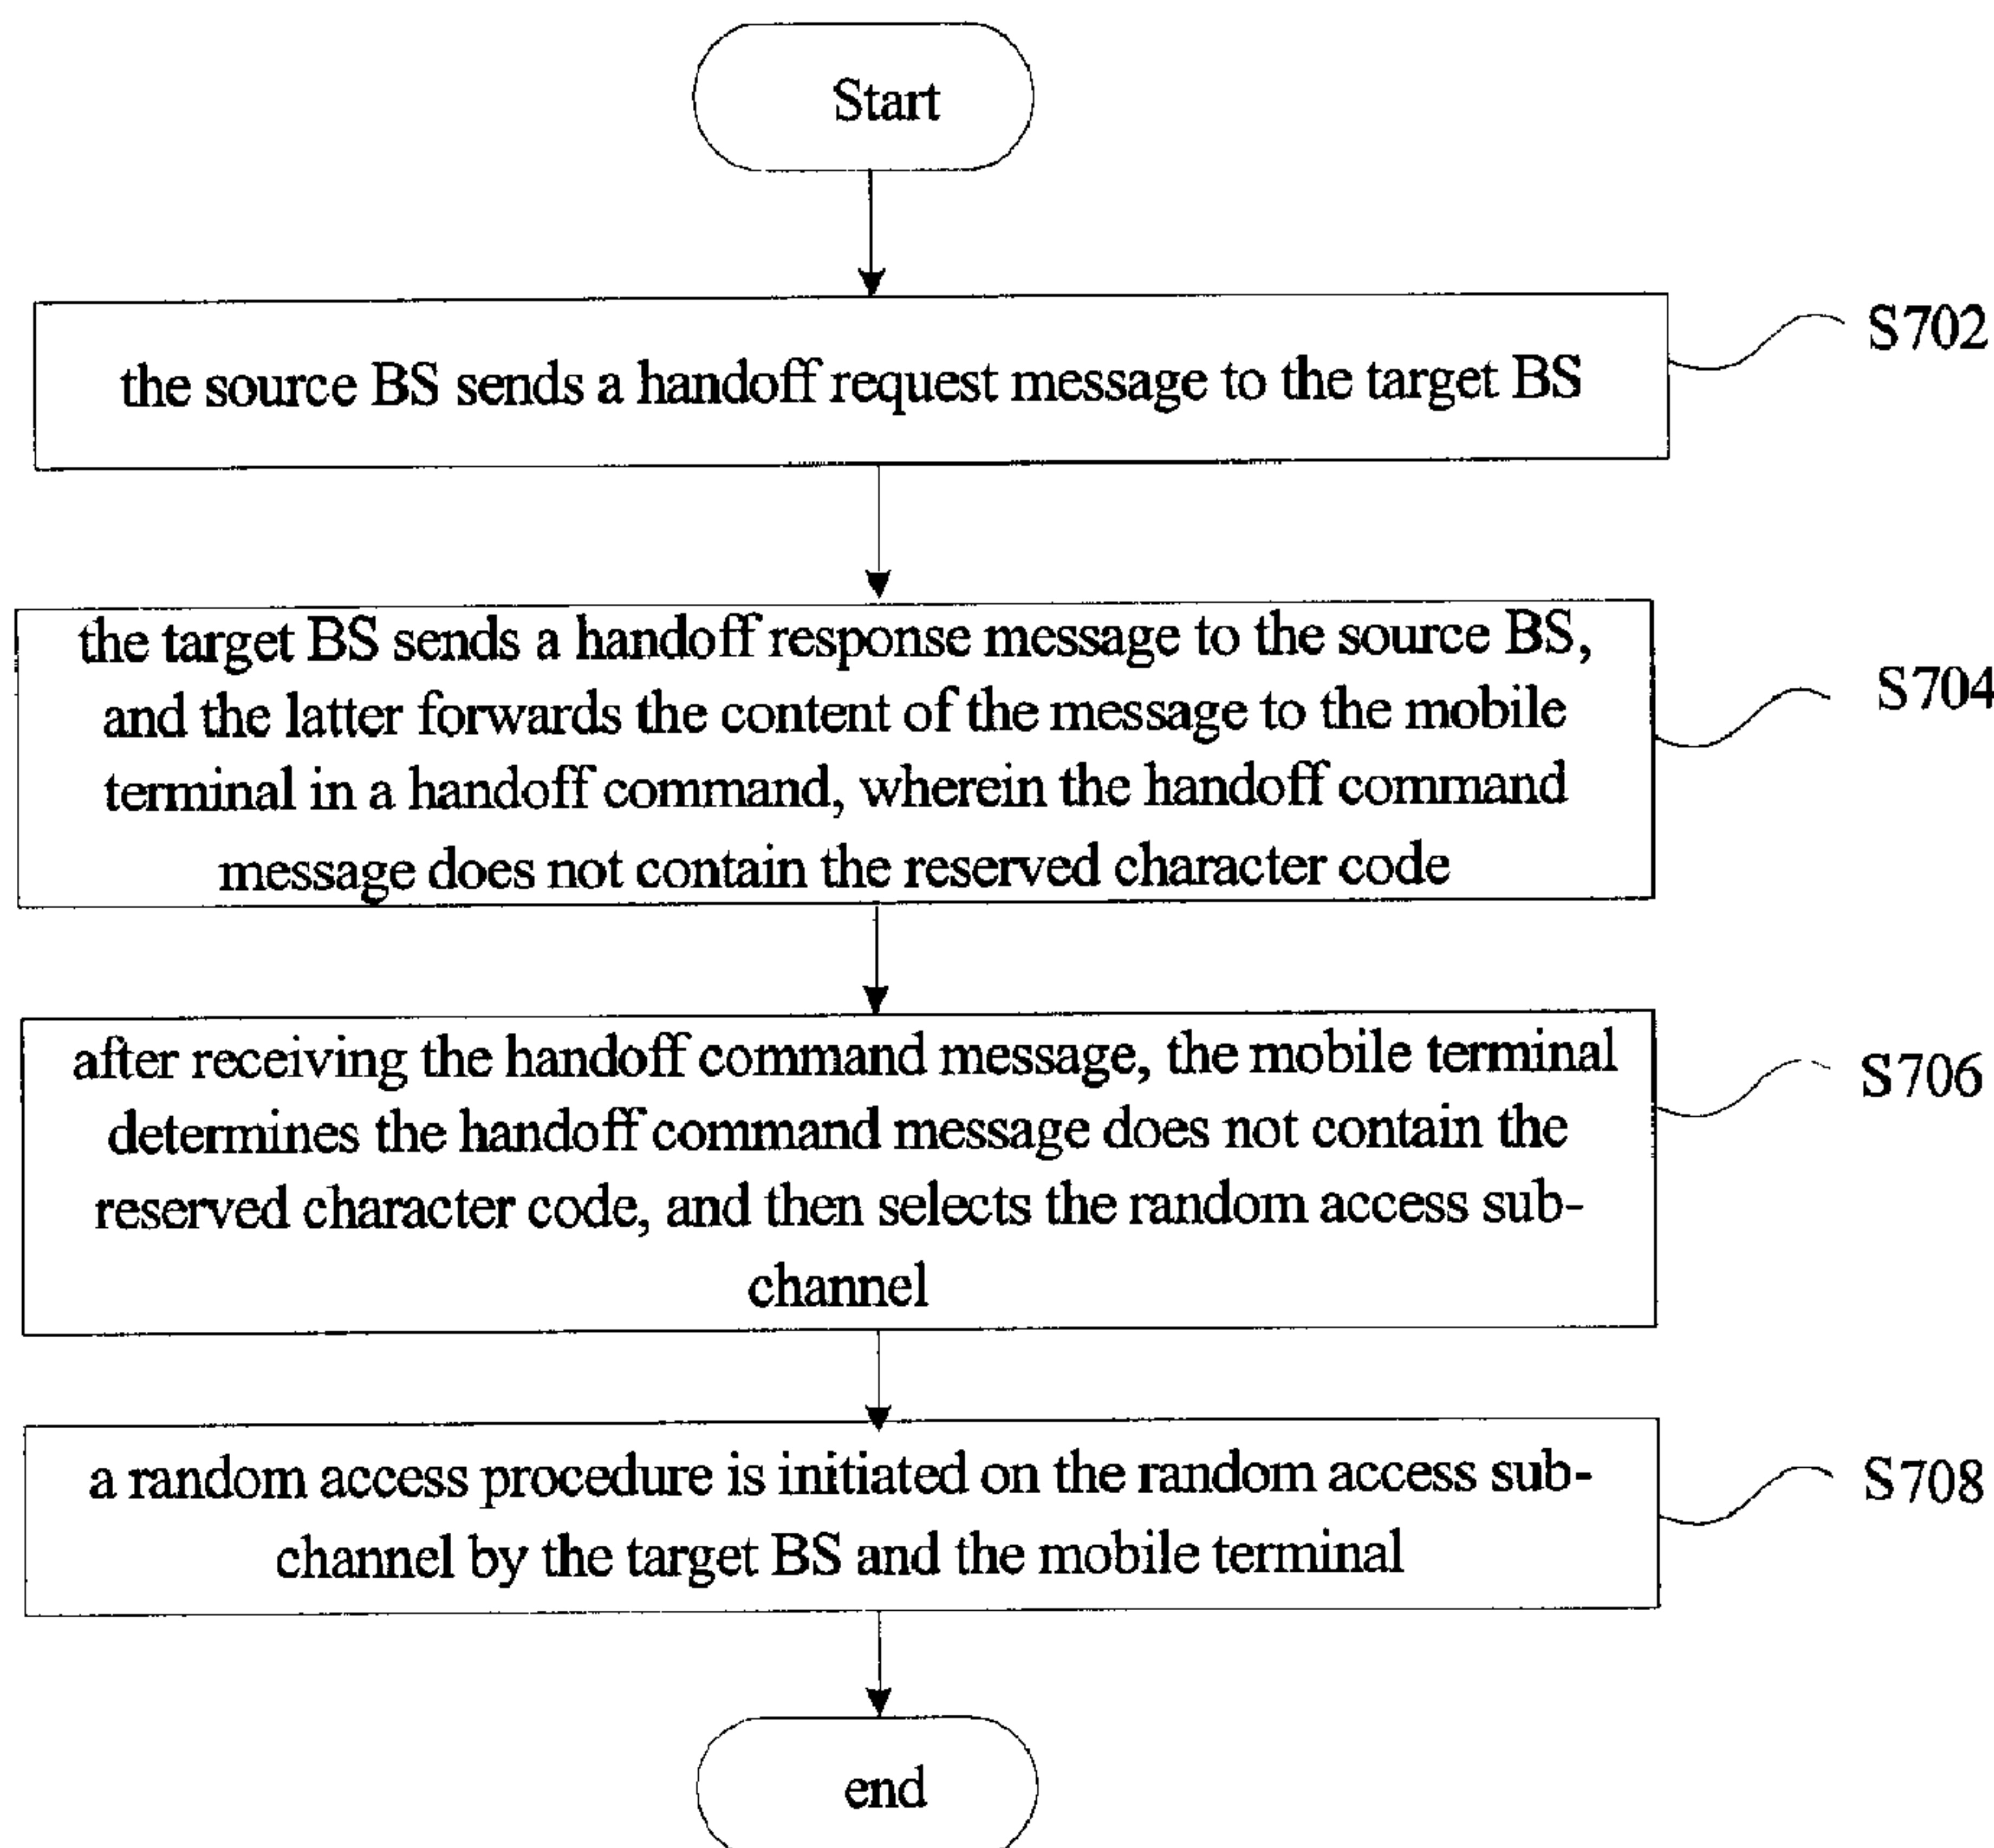 Start
the source BS sends a handoff request message to the target BS
S702
the target BS sends a handoff response message to the source BS,
and the latter forwards the content of the message to the mobile
terminal in a handoff command, wherein the handoff command
message does not contain the reserved character code
S704
after receiving the handoff command message, the mobile terminal
determines the handoff command message does not contain the
reserved character code, and then selects the random access sub-
channel
S706
a random access procedure is initiated on the random access sub-
channel by the target BS and the mobile terminal
S708
end